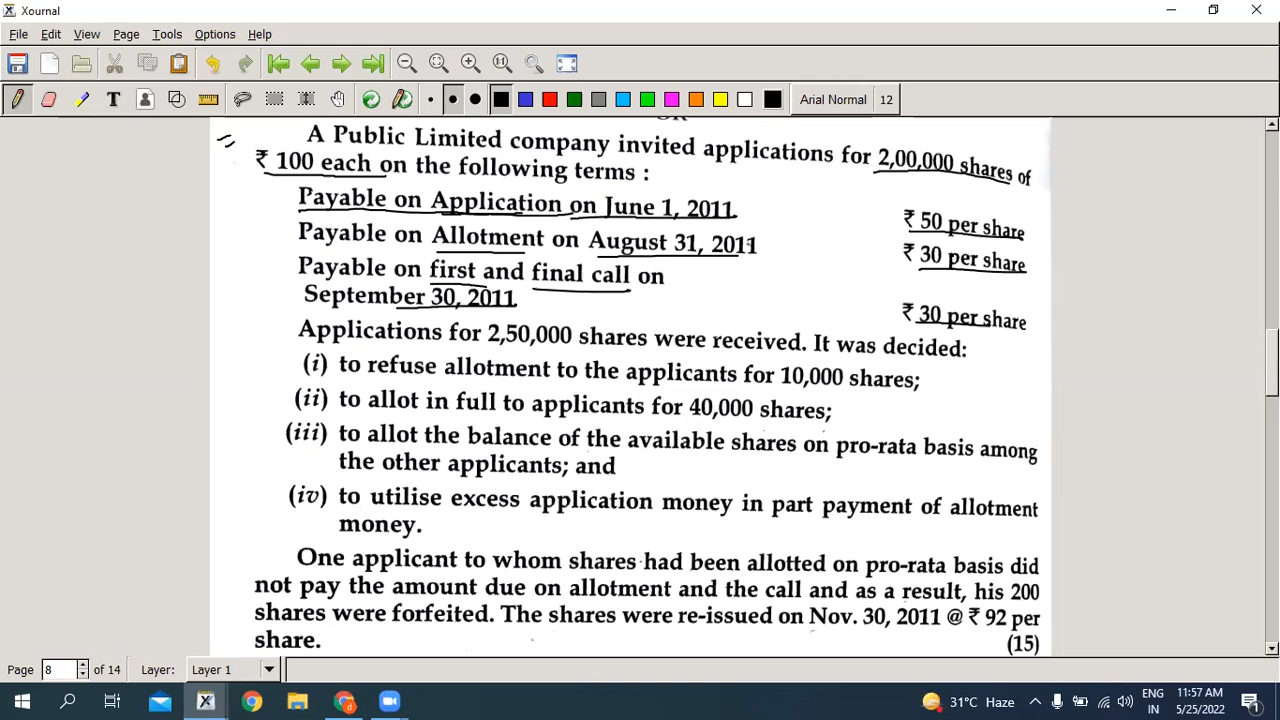 Xournal
File Edit View Page Tools Options Help
Arial Normal 12
A Public Limited company invited applications for 2,00,000 shares of
₹ 100 each on the following terms :
Payable on Application on June 1, 2011 ₹ 50 per share
Payable on Allotment on August 31, 2011 ₹ 30 per share
Payable on first and final call on
September 30, 2011 ₹ 30 per share
Applications for 2,50,000 shares were received. It was decided:
(i) to refuse allotment to the applicants for 10,000 shares;
(ii) to allot in full to applicants for 40,000 shares;
(iii) to allot the balance of the available shares on pro-rata basis among
the other applicants; and
(iv) to utilise excess application money in part payment of allotment
money.
One applicant to whom shares had been allotted on pro-rata basis did
not pay the amount due on allotment and the call and as a result, his 200
shares were forfeited. The shares were re-issued on Nov. 30, 2011 @ ₹ 92 per
share. (15)
Page 8 of 14 Layer: Layer 1
31°C Haze ENG IN 11:57 AM 5/25/2022 1